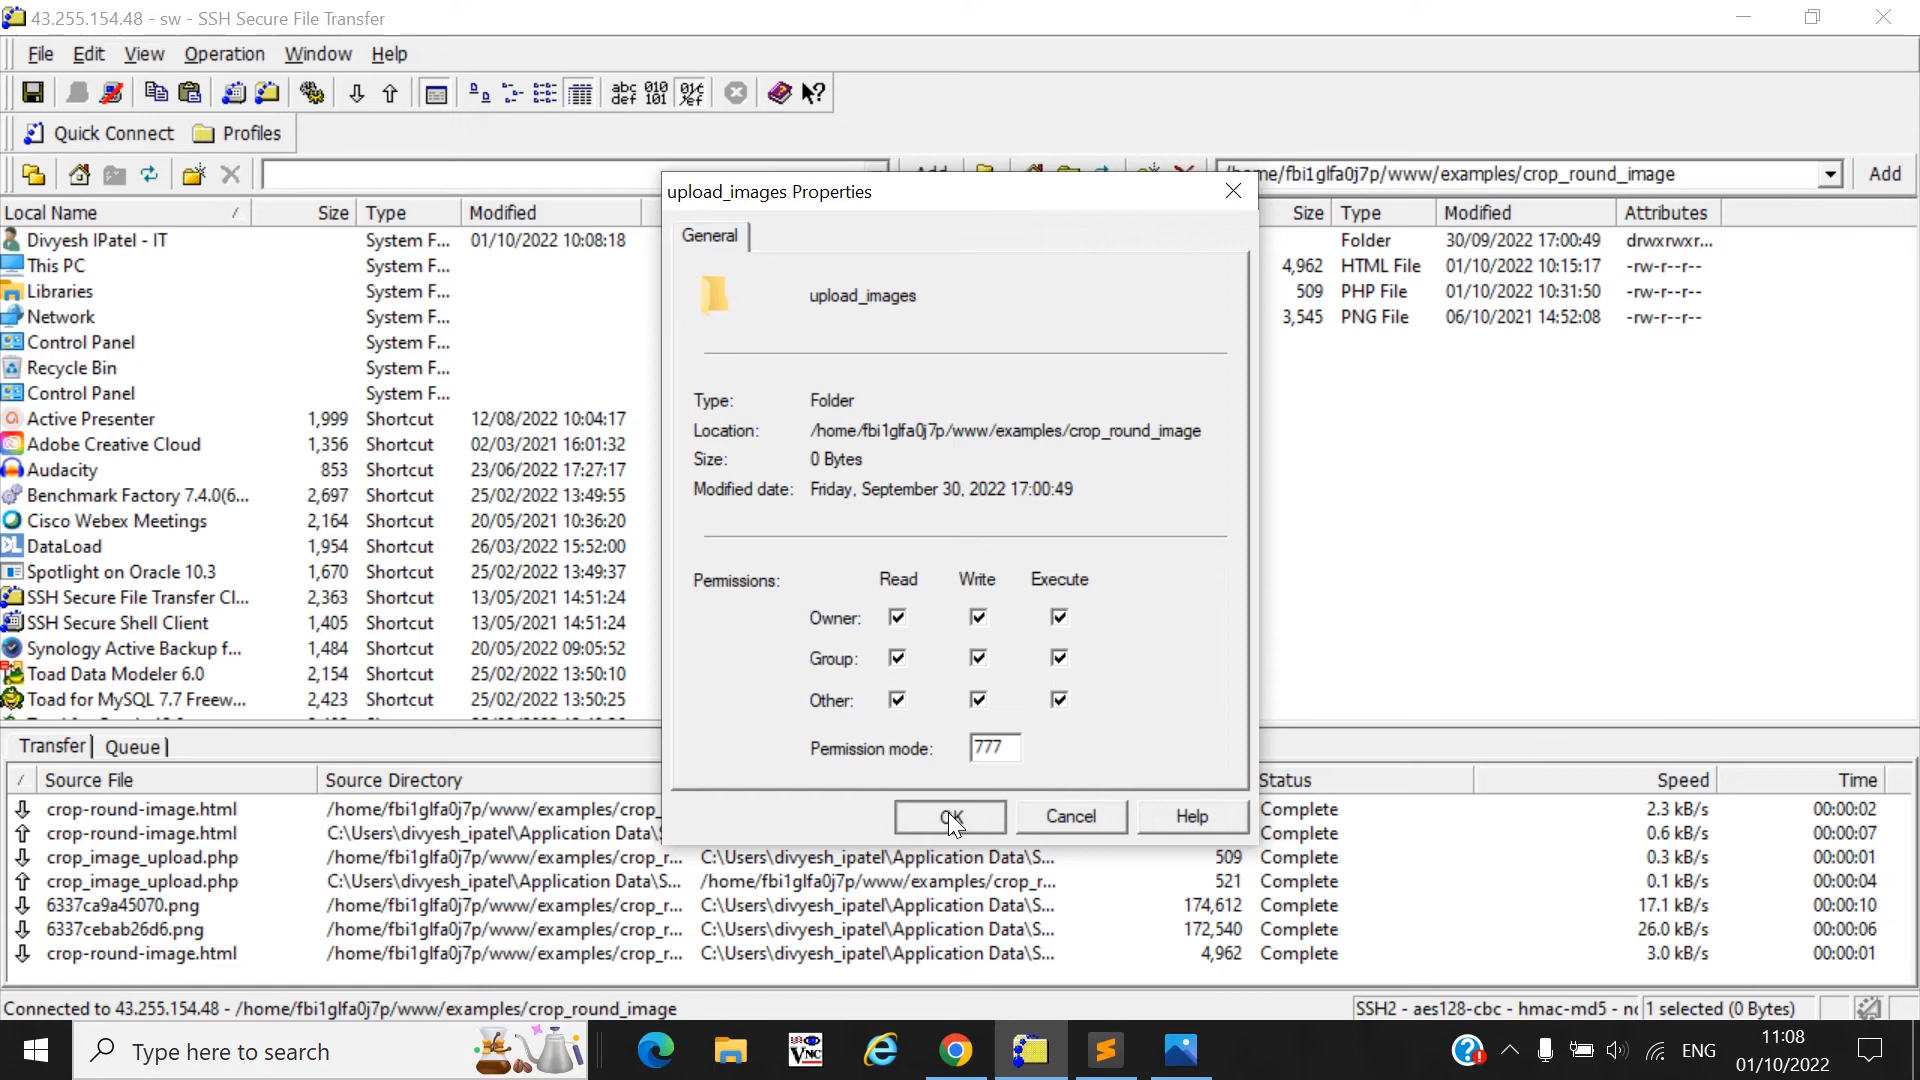 43.255.154.48 - sw - SSH Secure File Transfer
File Edit View Operation Window Help
abc def 010 101
Quick Connect Profiles
/home/fbi1glfa0j7p/www/examples/crop_round_image Add
upload_images Properties
Local Name / Size Type Modified
Size Type Modified Attributes
General
Divyesh IPatel - IT System F... 01/10/2022 10:08:18
Folder 30/09/2022 17:00:49 drwxrwxr...
This PC System F...
4,962 HTML File 01/10/2022 10:15:17 -rw-r--r--
Libraries System F...
509 PHP File 01/10/2022 10:31:50 -rw-r--r--
Network System F...
3,545 PNG File 06/10/2021 14:52:08 -rw-r--r--
Control Panel System F...
Recycle Bin System F...
Control Panel System F...
Active Presenter 1,999 Shortcut 12/08/2022 10:04:17
Adobe Creative Cloud 1,356 Shortcut 02/03/2021 16:01:32
Audacity 853 Shortcut 23/06/2022 17:27:17
Benchmark Factory 7.4.0(6... 2,697 Shortcut 25/02/2022 13:49:55
Cisco Webex Meetings 2,164 Shortcut 20/05/2021 10:36:20
DataLoad 1,954 Shortcut 26/03/2022 15:52:00
Spotlight on Oracle 10.3 1,670 Shortcut 25/02/2022 13:49:37
SSH Secure File Transfer Cl... 2,363 Shortcut 13/05/2021 14:51:24
SSH Secure Shell Client 1,405 Shortcut 13/05/2021 14:51:24
Synology Active Backup f... 1,484 Shortcut 20/05/2022 09:05:52
Toad Data Modeler 6.0 2,154 Shortcut 25/02/2022 13:50:10
Toad for MySQL 7.7 Freew... 2,423 Shortcut 25/02/2022 13:50:25
upload_images
Type: Folder
Location: /home/fbi1glfa0j7p/www/examples/crop_round_image
Size: 0 Bytes
Modified date: Friday, September 30, 2022 17:00:49
Permissions: Read Write Execute
Owner:
Group:
Other:
Permission mode: 777
OK Cancel Help
Transfer Queue
/ Source File Source Directory Status Speed Time
crop-round-image.html /home/fbi1glfa0j7p/www/examples/crop_ Complete 2.3 kB/s 00:00:02
crop-round-image.html C:\Users\divyesh_ipatel\Application Data\S Complete 0.6 kB/s 00:00:07
crop_image_upload.php /home/fbi1glfa0j7p/www/examples/crop_r... C:\Users\divyesh_ipatel\Application Data\S... 509 Complete 0.3 kB/s 00:00:01
crop_image_upload.php C:\Users\divyesh_ipatel\Application Data\S... /home/fbi1glfa0j7p/www/examples/crop_r... 521 Complete 0.1 kB/s 00:00:04
6337ca9a45070.png /home/fbi1glfa0j7p/www/examples/crop_r... C:\Users\divyesh_ipatel\Application Data\S... 174,612 Complete 17.1 kB/s 00:00:10
6337cebab26d6.png /home/fbi1glfa0j7p/www/examples/crop_r... C:\Users\divyesh_ipatel\Application Data\S... 172,540 Complete 26.0 kB/s 00:00:06
crop-round-image.html /home/fbi1glfa0j7p/www/examples/crop_r... C:\Users\divyesh_ipatel\Application Data\S... 4,962 Complete 3.0 kB/s 00:00:01
Connected to 43.255.154.48 - /home/fbi1glfa0j7p/www/examples/crop_round_image
SSH2 - aes128-cbc - hmac-md5 - nc 1 selected (0 Bytes)
Type here to search
VNC
ENG
11:08
01/10/2022